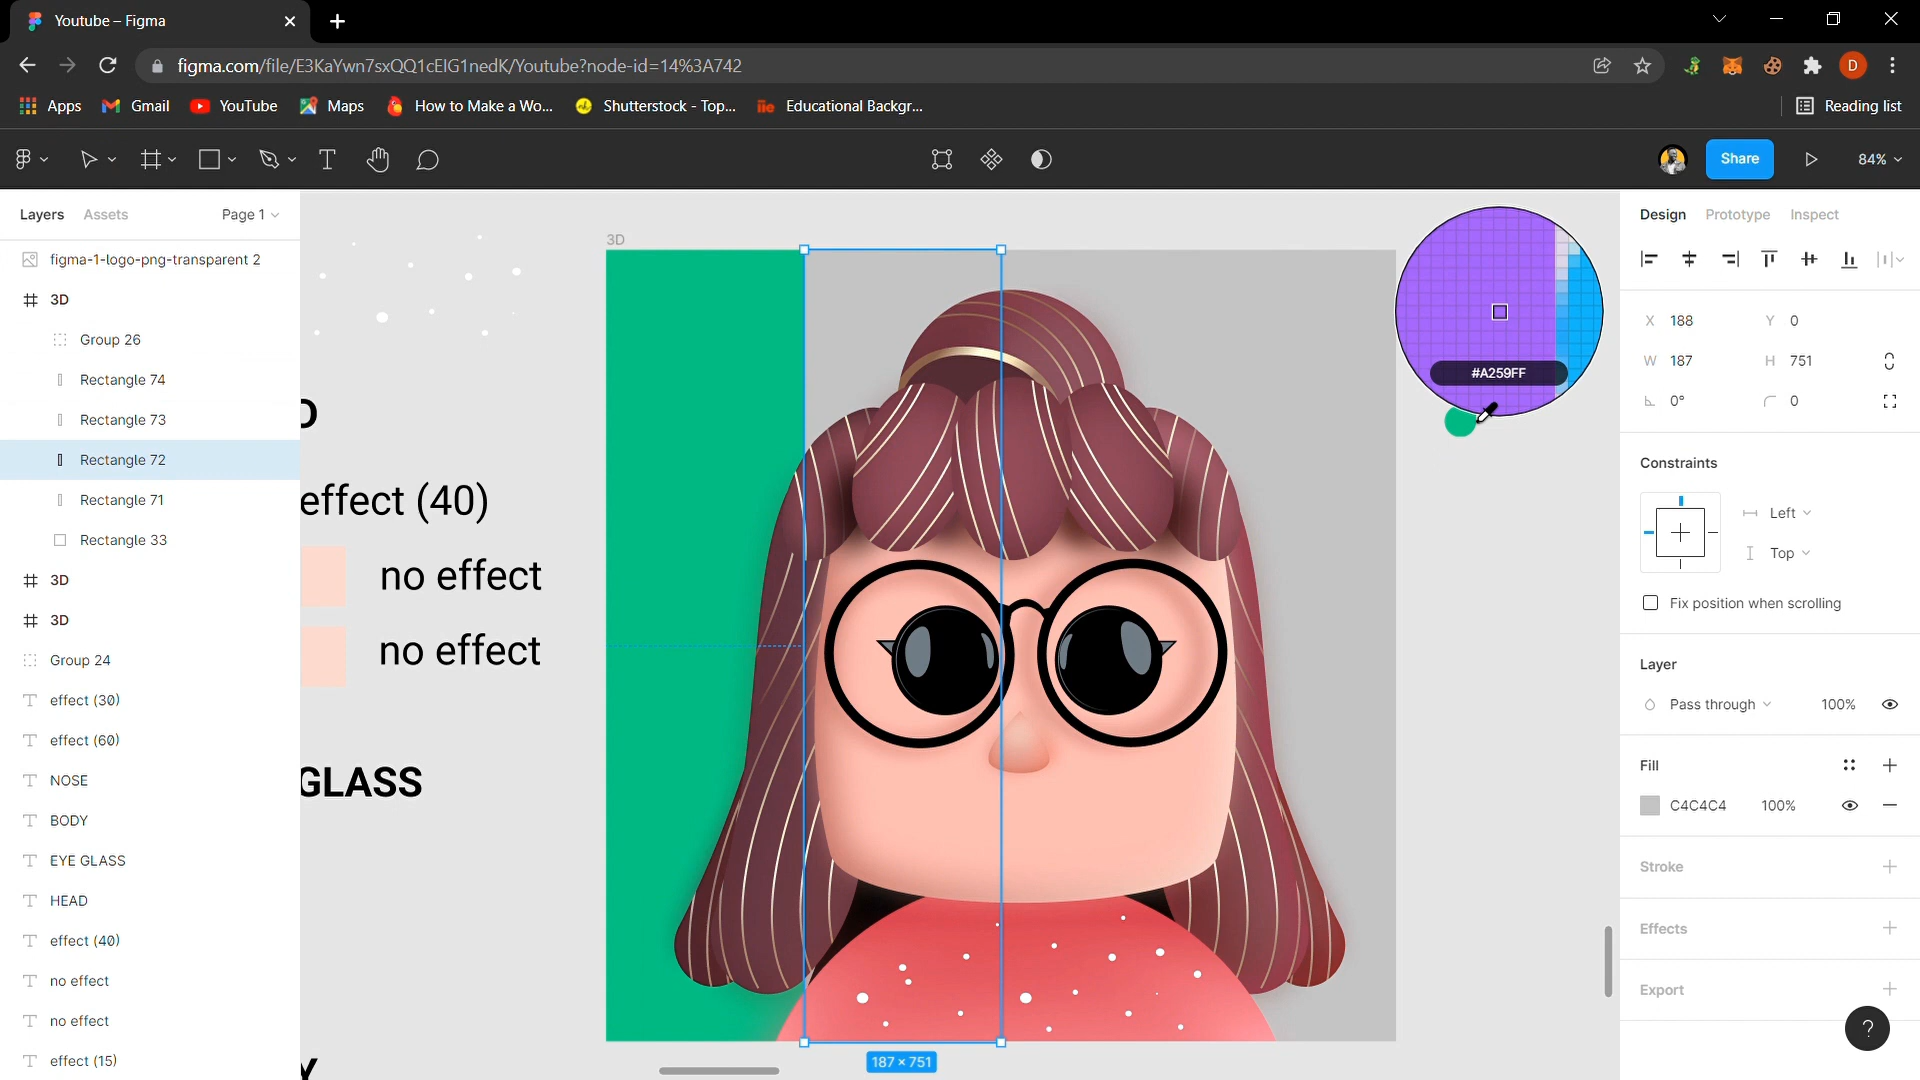 Youtube – Figma
figma.com/file/E3KaYwn7sxQQ1cEIG1nedK/Youtube?node-id=14%3A742
D
Apps
Gmail
YouTube
Maps
How to Make a Wo...
Shutterstock - Top...
Educational Backgr...
Reading list
Share
84%
Layers
Assets
Page 1
figma-1-logo-png-transparent 2
3D
Group 26
Rectangle 74
Rectangle 73
Rectangle 72
Rectangle 71
Rectangle 33
3D
3D
Group 24
effect (30)
effect (60)
NOSE
BODY
EYE GLASS
HEAD
effect (40)
no effect
no effect
effect (15)
3D
D
effect (40)
no effect
no effect
GLASS
Y
187 × 751
#A259FF
Design
Prototype
Inspect
X 188
Y 0
W 187
H 751
0°
0
Constraints
Left
Top
Fix position when scrolling
Layer
Pass through
100%
Fill
C4C4C4
100%
Stroke
Effects
Export
?